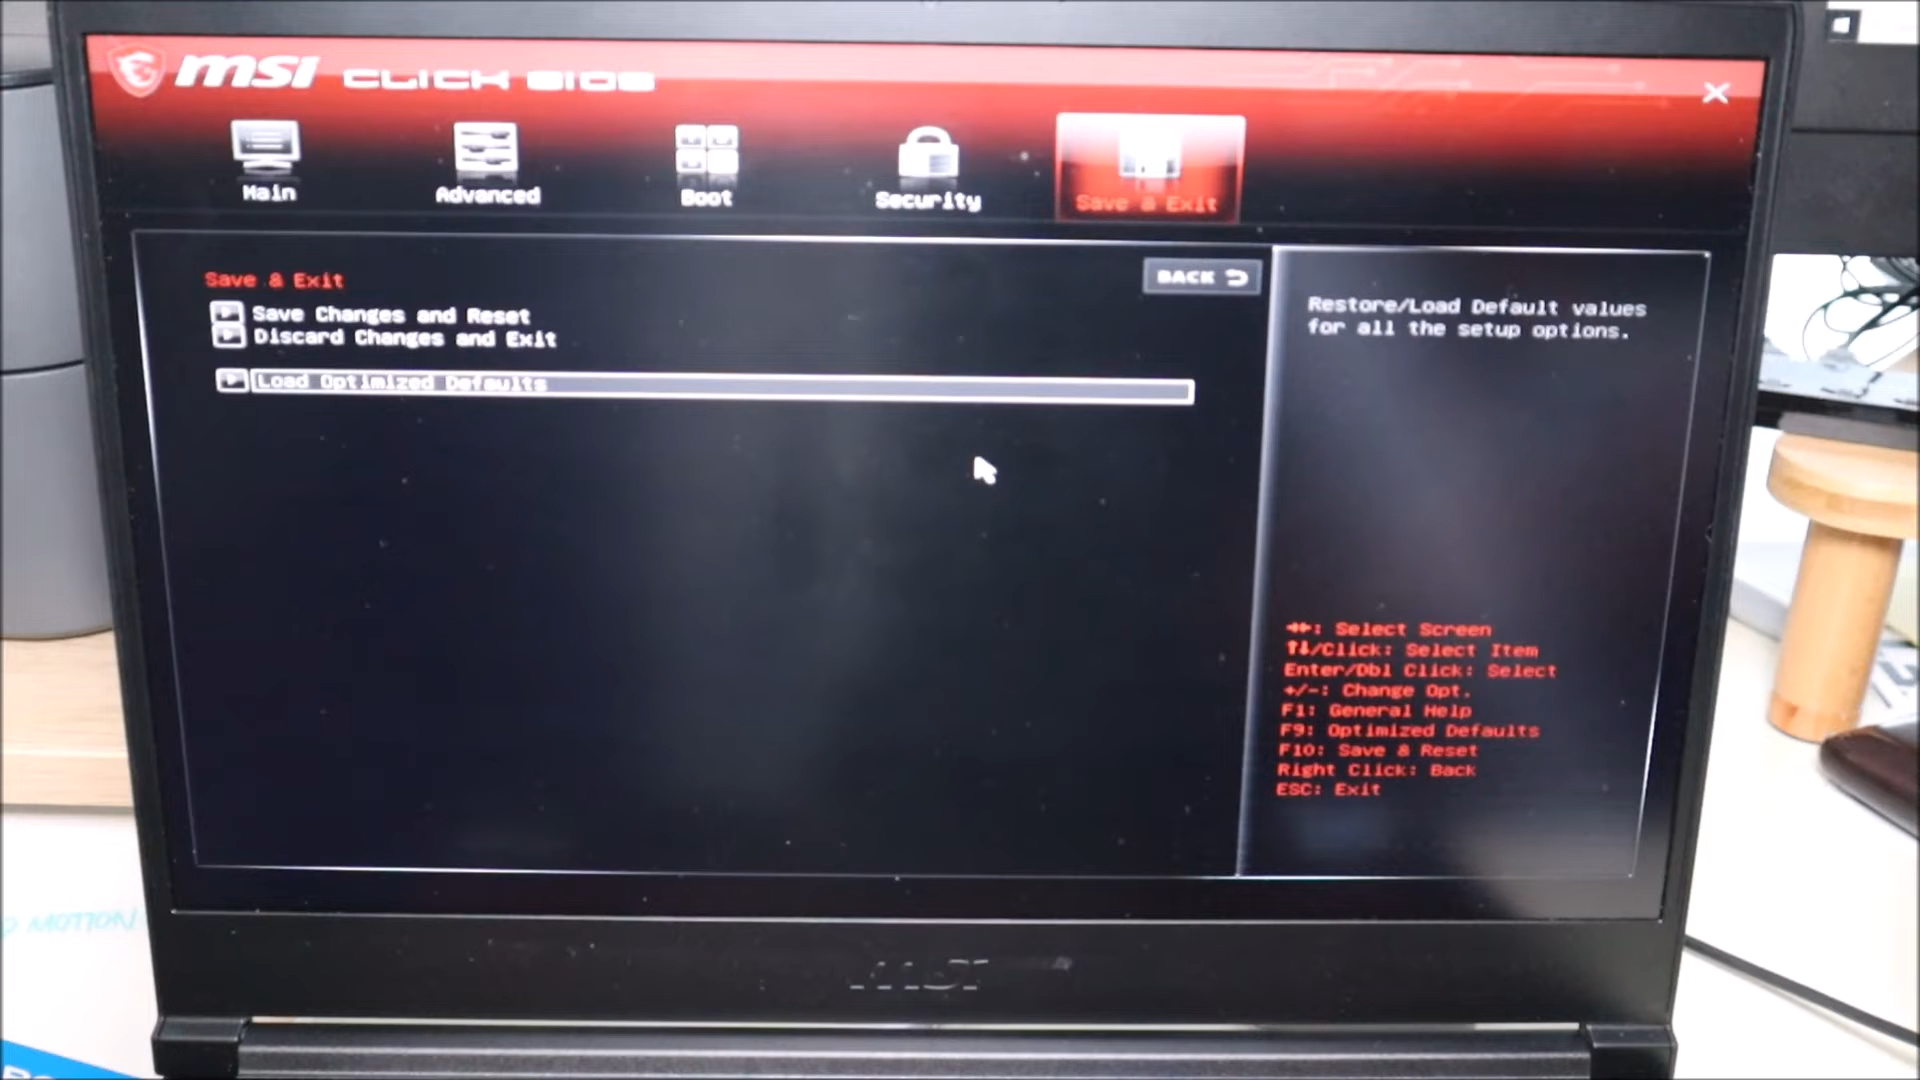 msi CLICK BIOS
X
Main
Advanced
Boot
Security
Save & Exit
Save & Exit
BACK
Save Changes and Reset
Discard Changes and Exit
Load Optimized Defaults
Restore/Load Default values
for all the setup options.
→←: Select Screen
↑↓/Click: Select Item
Enter/Dbl Click: Select
+/-: Change Opt.
F1: General Help
F9: Optimized Defaults
F10: Save & Reset
Right Click: Back
ESC: Exit
MOTION
msi